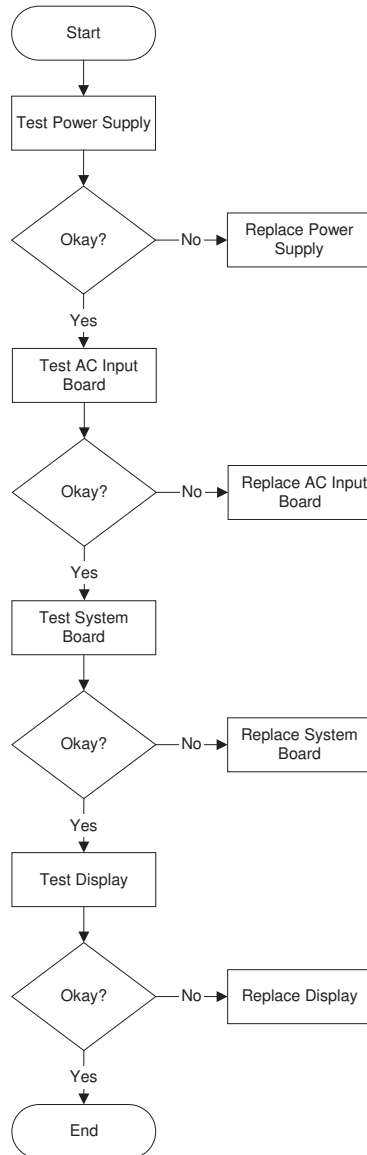 Start
Test Power Supply
Okay?
No
Replace Power
Supply
Yes
Test AC Input
Board
Okay?
No
Replace AC Input
Board
Yes
Test System
Board
Okay?
No
Replace System
Board
Yes
Test Display
Okay?
No
Replace Display
Yes
End